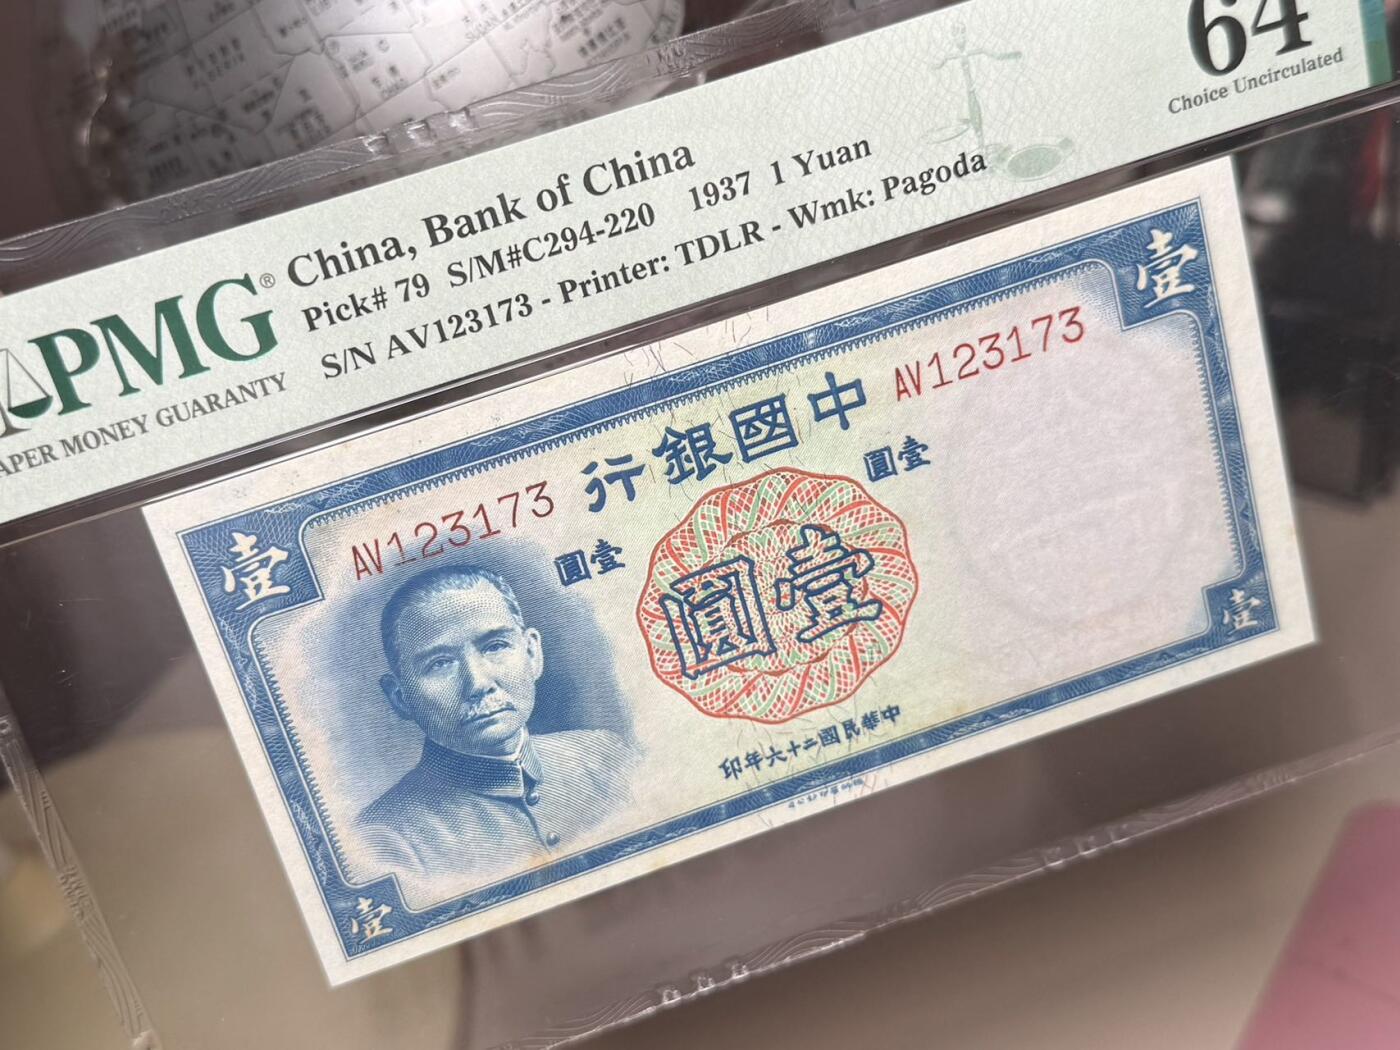 64
Choice Uncirculated
China, Bank of China
Pick# 79 S/M#C294-220 1937 1 Yuan
S/N AV123173 - Printer: TDLR - Wmk: Pagoda
PMG®
PAPER MONEY GUARANTY
壹
壹
行銀國中
AV123173
AV123173
圓壹
圓壹
圓壹
印年六十二國民華中
壹
壹